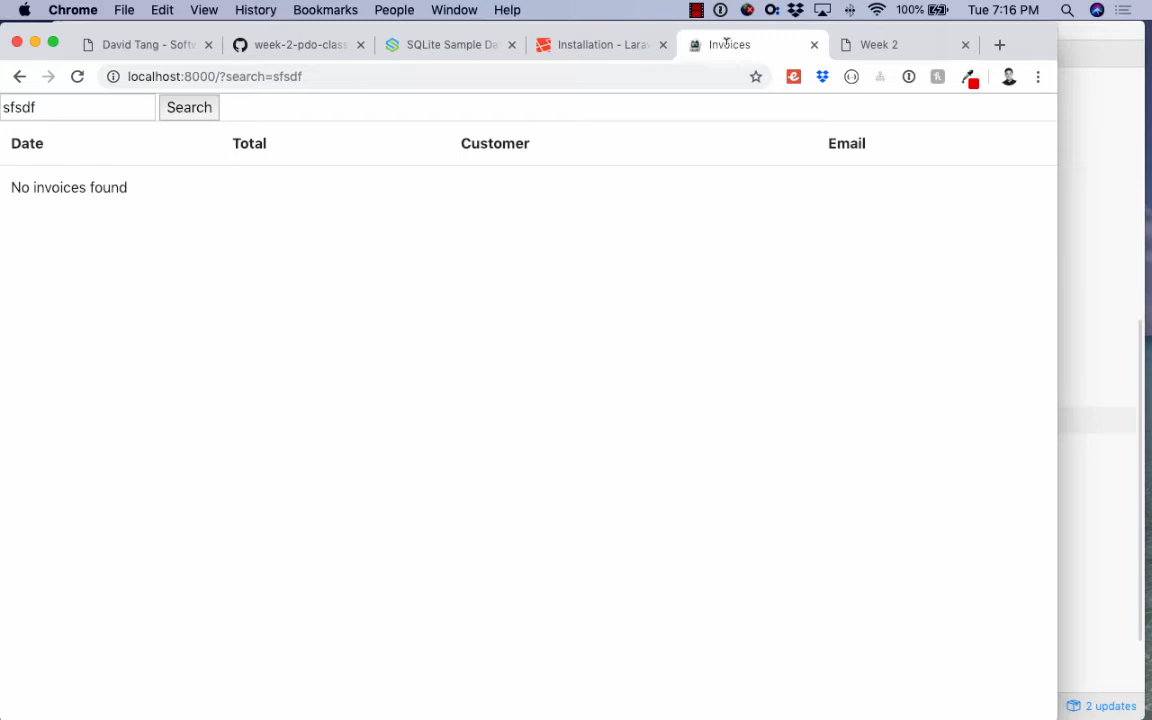 Chrome File Edit View History Bookmarks People Window Help 100% Tue 7:16 PM
David Tang - Softw week-2-pdo-class SQLite Sample Da Installation - Larav Invoices Week 2
localhost:8000/?search=sfsdf
sfsdf Search
Date Total Customer Email
No invoices found
2 updates